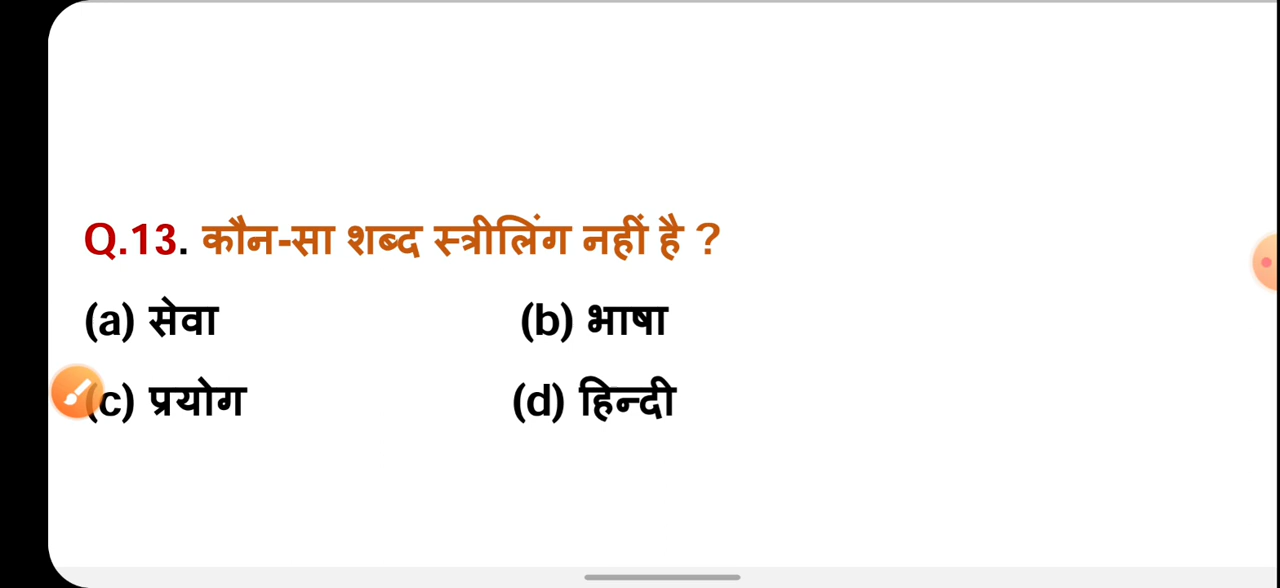 Q.13. कौन-सा शब्द स्त्रीलिंग नहीं है ?
(a) सेवा (b) भाषा
(c) प्रयोग (d) हिन्दी